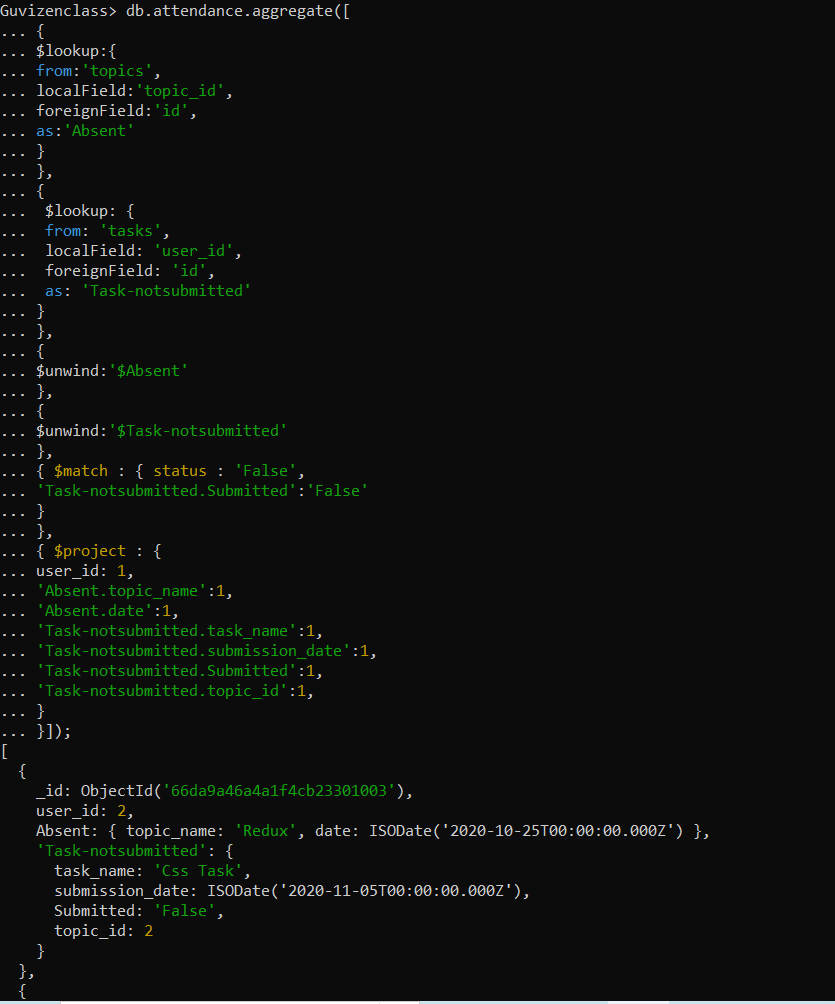 Guvizenclass> db.attendance.aggregate([
... {
... $lookup:{
... from:'topics',
... localField:'topic_id',
... foreignField:'id',
... as:'Absent'
... }
... },
... {
...  $lookup: {
...  from: 'tasks',
...  localField: 'user_id',
...  foreignField: 'id',
...  as: 'Task-notsubmitted'
... }
... },
... {
... $unwind:'$Absent'
... },
... {
... $unwind:'$Task-notsubmitted'
... },
... { $match : { status : 'False',
... 'Task-notsubmitted.Submitted':'False'
... }
... },
... { $project : {
... user_id: 1,
... 'Absent.topic_name':1,
... 'Absent.date':1,
... 'Task-notsubmitted.task_name':1,
... 'Task-notsubmitted.submission_date':1,
... 'Task-notsubmitted.Submitted':1,
... 'Task-notsubmitted.topic_id':1,
... }
... }]);
[
  {
    _id: ObjectId('66da9a46a4a1f4cb23301003'),
    user_id: 2,
    Absent: { topic_name: 'Redux', date: ISODate('2020-10-25T00:00:00.000Z') },
    'Task-notsubmitted': {
      task_name: 'Css Task',
      submission_date: ISODate('2020-11-05T00:00:00.000Z'),
      Submitted: 'False',
      topic_id: 2
    }
  },
  {